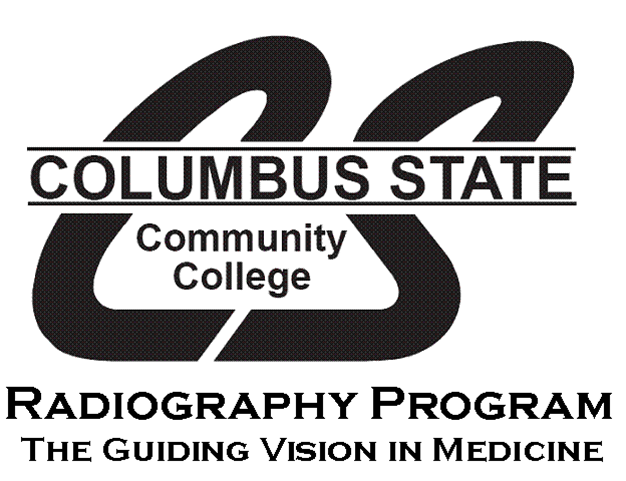 COLUMBUS STATE
Community
College
RADIOGRAPHY PROGRAM
THE GUIDING VISION IN MEDICINE